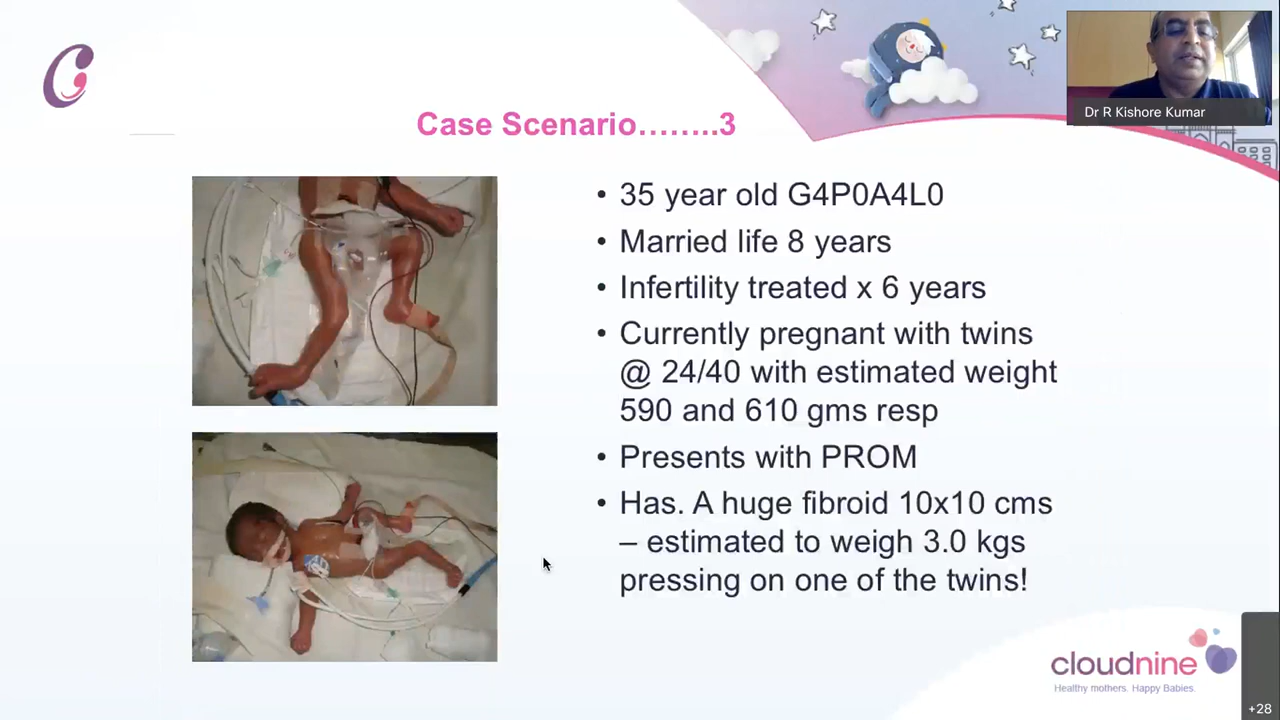 Dr R Kishore Kumar
Case Scenario……..3
• 35 year old G4P0A4L0
• Married life 8 years
• Infertility treated x 6 years
• Currently pregnant with twins
@ 24/40 with estimated weight
590 and 610 gms resp
• Presents with PROM
• Has. A huge fibroid 10x10 cms
– estimated to weigh 3.0 kgs
pressing on one of the twins!
cloudnine
Healthy mothers. Happy Babies.
+28